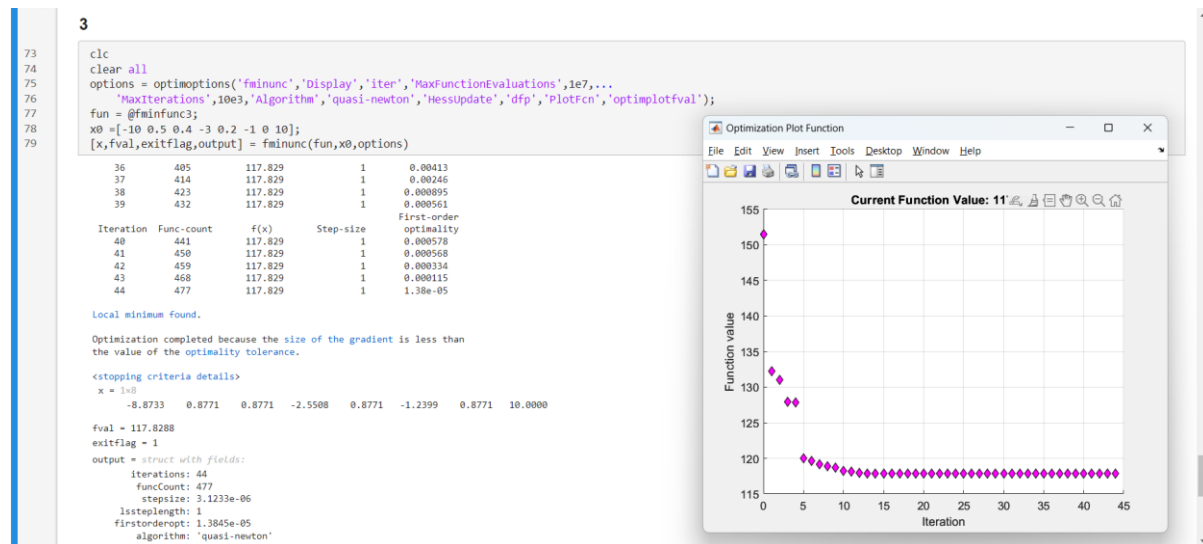 3
73 clc
74 clear all
75 options = optimoptions('fminunc','Display','iter','MaxFunctionEvaluations',1e7,...
76 'MaxIterations',10e3,'Algorithm','quasi-newton','HessUpdate','dfp','PlotFcn','optimplotfval');
77 fun = @fminfunc3;
78 x0 =[-10 0.5 0.4 -3 0.2 -1 0 10];
79 [x,fval,exitflag,output] = fminunc(fun,x0,options)
36 405 117.829 1 0.00413
37 414 117.829 1 0.00246
38 423 117.829 1 0.000895
39 432 117.829 1 0.000561
First-order
Iteration Func-count f(x) Step-size optimality
40 441 117.829 1 0.000578
41 450 117.829 1 0.000568
42 459 117.829 1 0.000334
43 468 117.829 1 0.000115
44 477 117.829 1 1.38e-05
Local minimum found.
Optimization completed because the size of the gradient is less than
the value of the optimality tolerance.
<stopping criteria details>
x = 1×8
-8.8733 0.8771 0.8771 -2.5508 0.8771 -1.2399 0.8771 10.0000
fval = 117.8288
exitflag = 1
output = struct with fields:
iterations: 44
funcCount: 477
stepsize: 3.1233e-06
lssteplength: 1
firstorderopt: 1.3845e-05
algorithm: 'quasi-newton'
Optimization Plot Function
File Edit View Insert Tools Desktop Window Help
Current Function Value: 11
155
150
145
140
135
130
125
120
115
Function value
0 5 10 15 20 25 30 35 40 45
Iteration